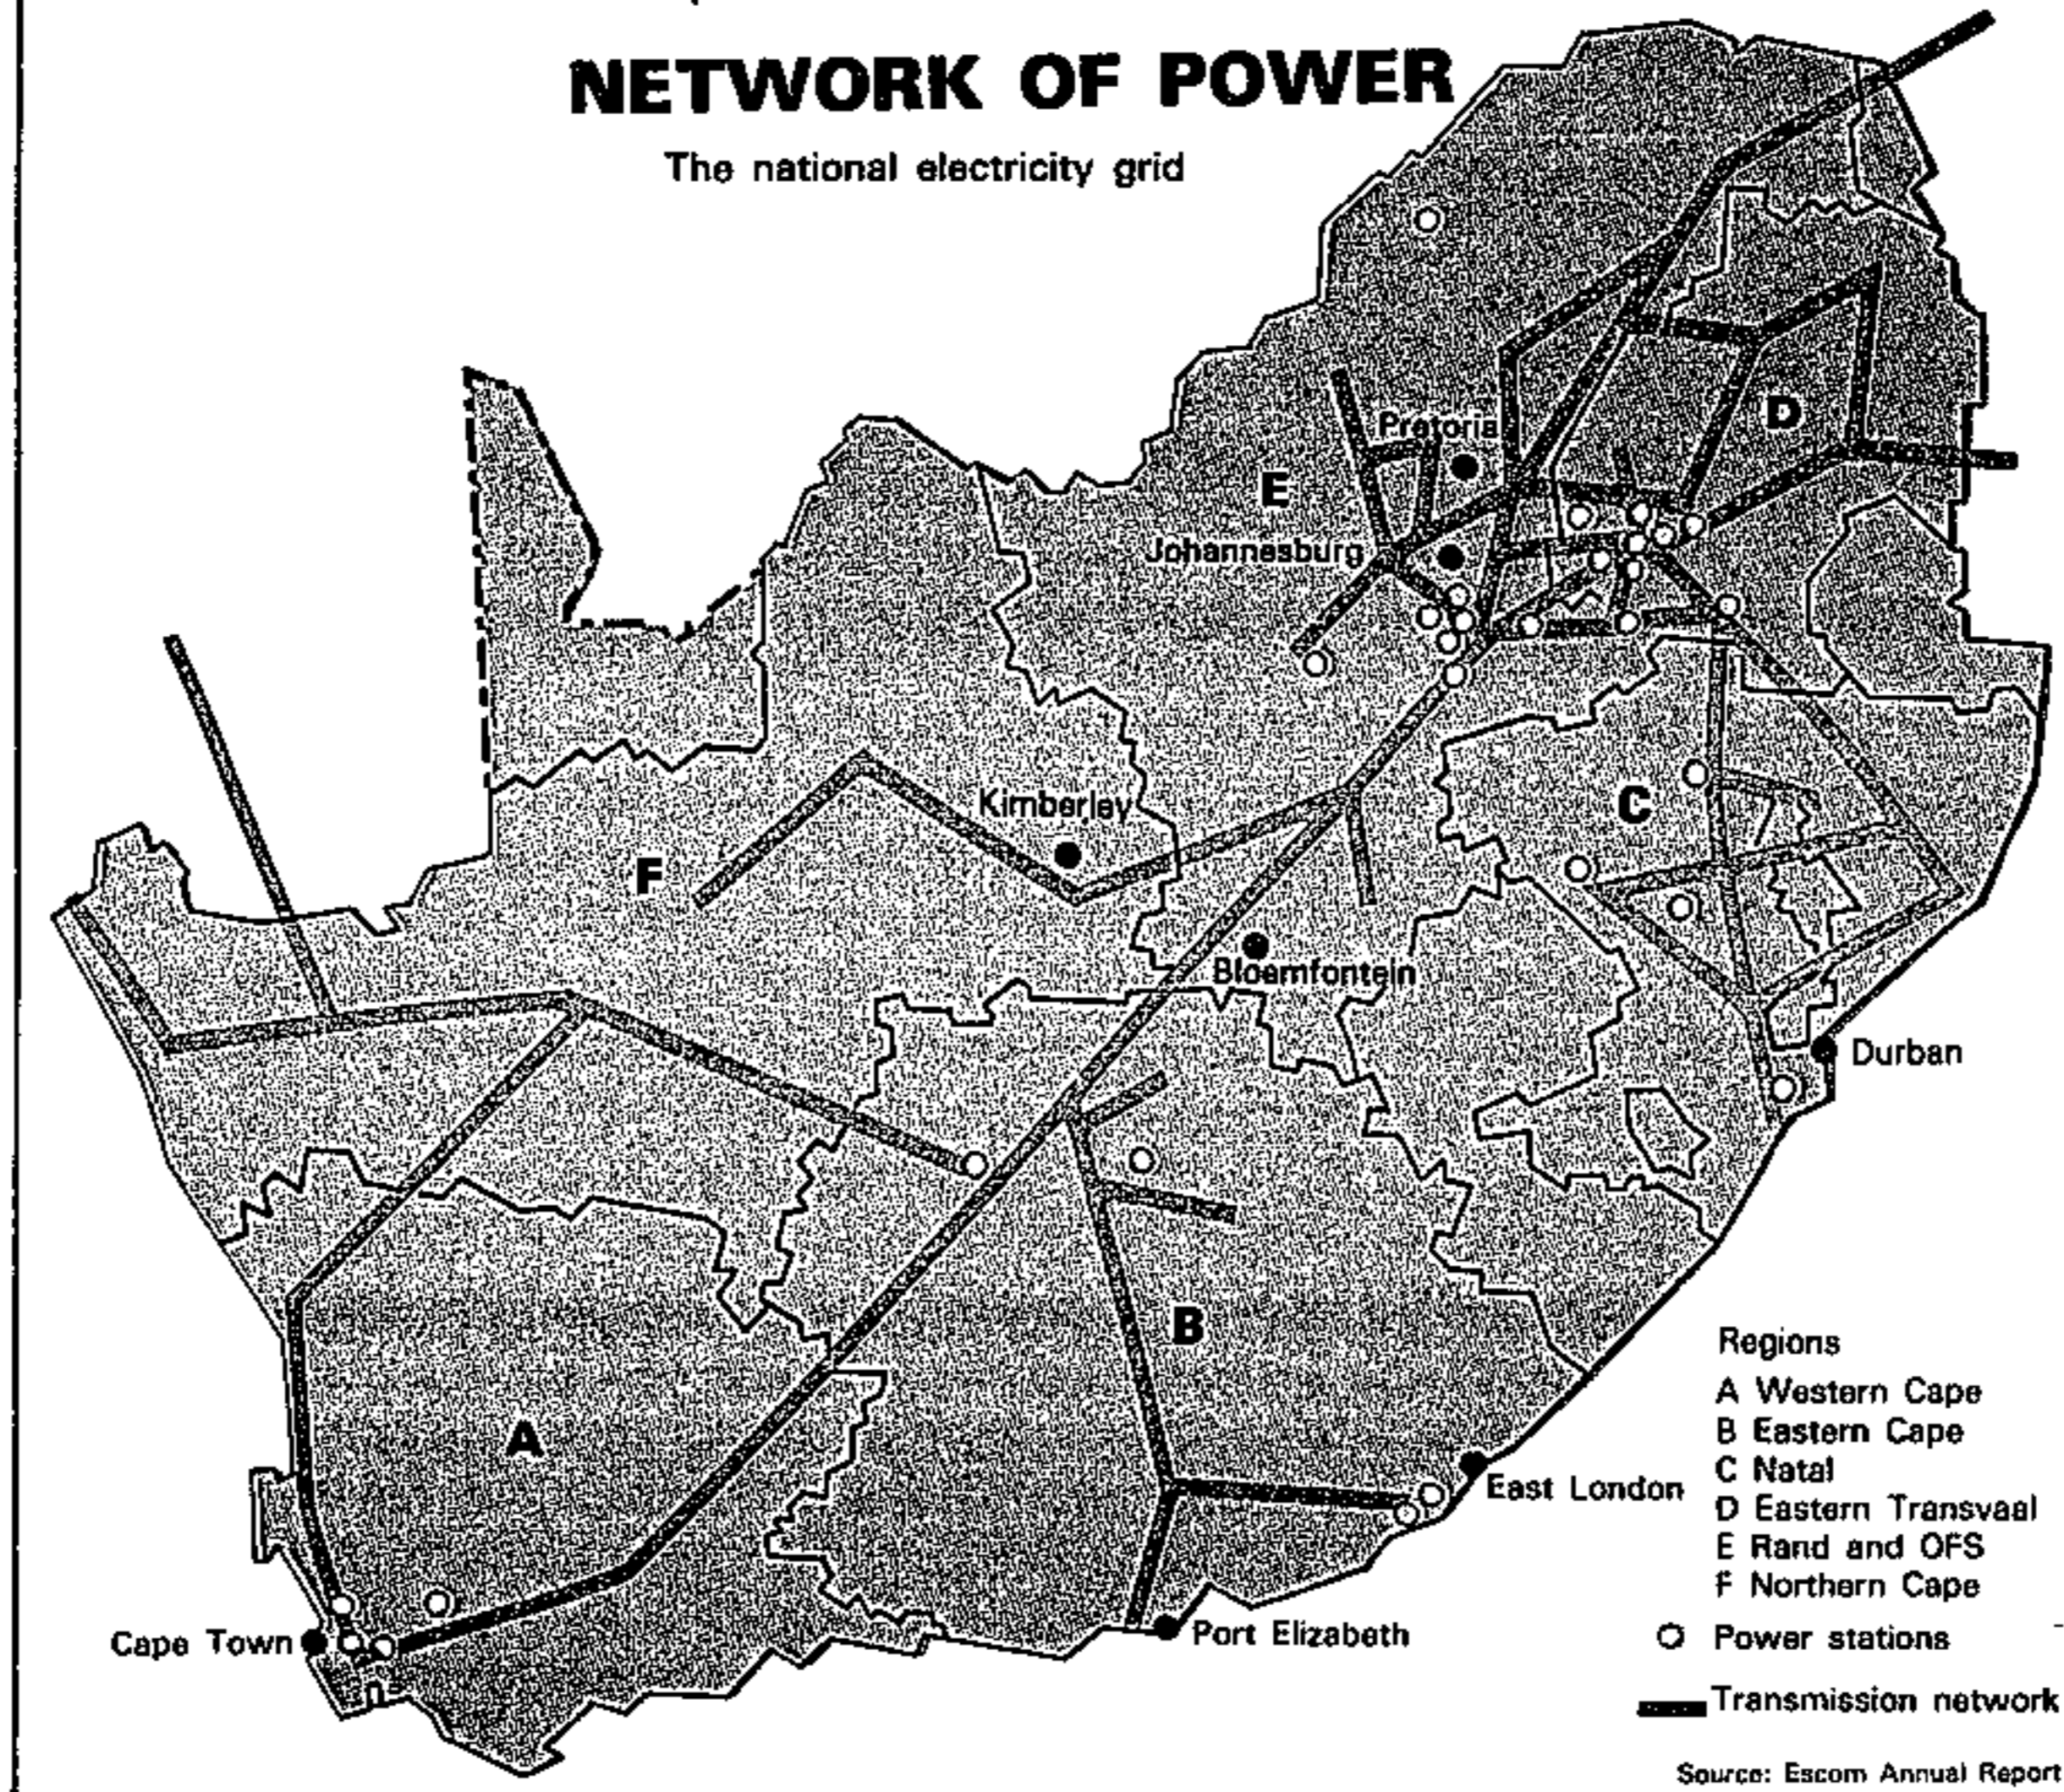 NETWORK OF POWER
The national electricity grid
D
Pretoria
E
Johannesburg
Kimberley
C
F
Bloemfontein
Durban
B
A
East London
Cape Town
Port Elizabeth
Regions
A Western Cape
B Eastern Cape
C Natal
D Eastern Transvaal
E Rand and OFS
F Northern Cape
Power stations
Transmission network
Source: Escom Annual Report